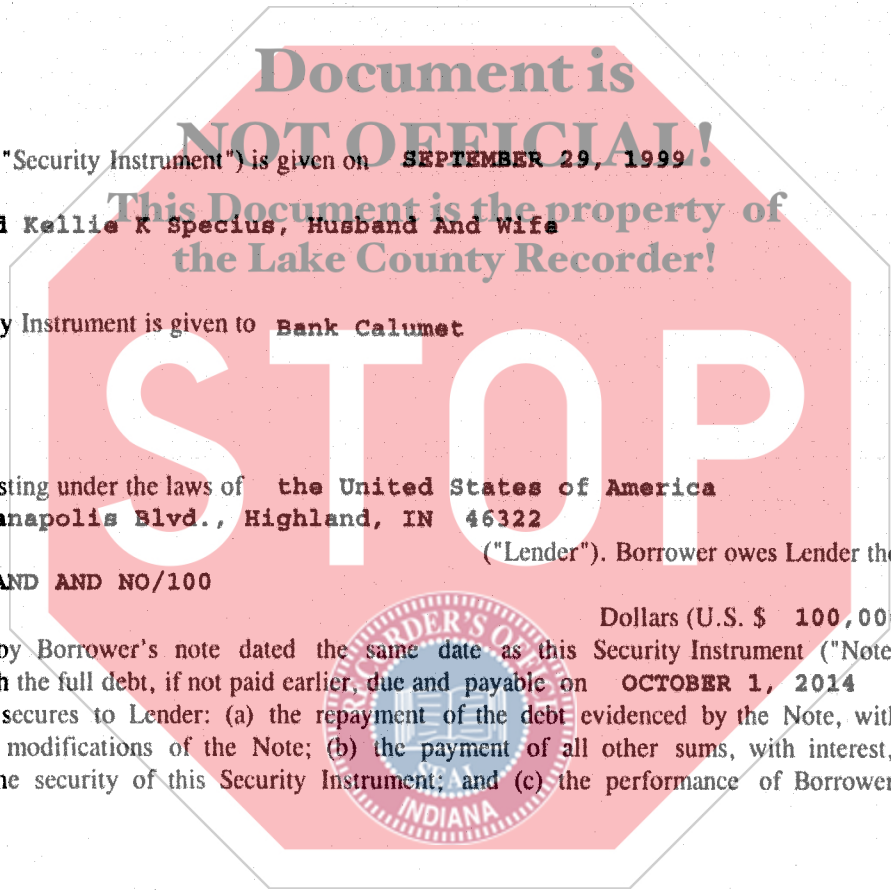 Document is
NOT OFFICIAL!
"Security Instrument") is given on SEPTEMBER 29, 1999
This Document is the property of
Kellie K Specius, Husband And Wife
the Lake County Recorder!
y Instrument is given to Bank Calumet
STOP
sting under the laws of the United States of America
anapolis Blvd., Highland, IN 46322
("Lender"). Borrower owes Lender the
AND AND NO/100
Dollars (U.S. $ 100,00
by Borrower's note dated the same date as this Security Instrument ("Note
h the full debt, if not paid earlier, due and payable on OCTOBER 1, 2014
secures to Lender: (a) the repayment of the debt evidenced by the Note, with
modifications of the Note; (b) the payment of all other sums, with interest,
he security of this Security Instrument; and (c) the performance of Borrower
RECORDER'S OFFICE
SEAL
INDIANA